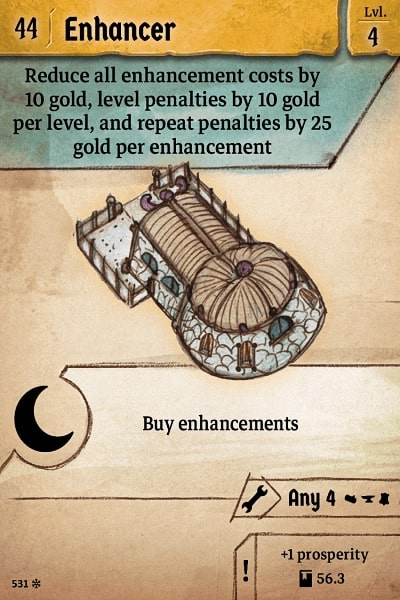 44 Enhancer
Lvl.
4
Reduce all enhancement costs by
10 gold, level penalties by 10 gold
per level, and repeat penalties by 25
gold per enhancement
Buy enhancements
Any 4
+1 prosperity
! 56.3
531